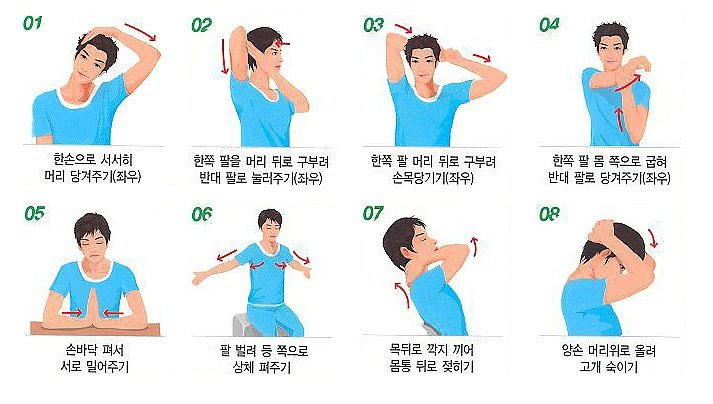 01
한손으로 서서히
머리 당겨주기(좌우)
02
한쪽 팔을 머리 뒤로 구부려
반대 팔로 눌러주기(좌우)
03
한쪽 팔 머리 뒤로 구부려
손목당기기(좌우)
04
한쪽 팔 몸 쪽으로 굽혀
반대 팔로 당겨주기(좌우)
05
손바닥 펴서
서로 밀어주기
06
팔 벌려 등 쪽으로
상체 펴주기
07
목뒤로 깍지 끼어
몸통 뒤로 젖히기
08
양손 머리위로 올려
고개 숙이기